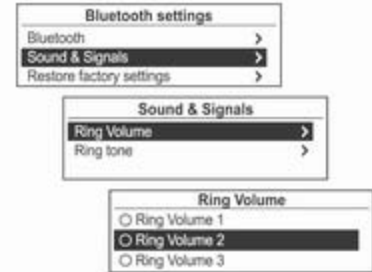 Bluetooth settings
Bluetooth >
Sound & Signals >
Restore factory settings >
Sound & Signals
Ring Volume >
Ring tone >
Ring Volume
Ring Volume 1
Ring Volume 2
Ring Volume 3